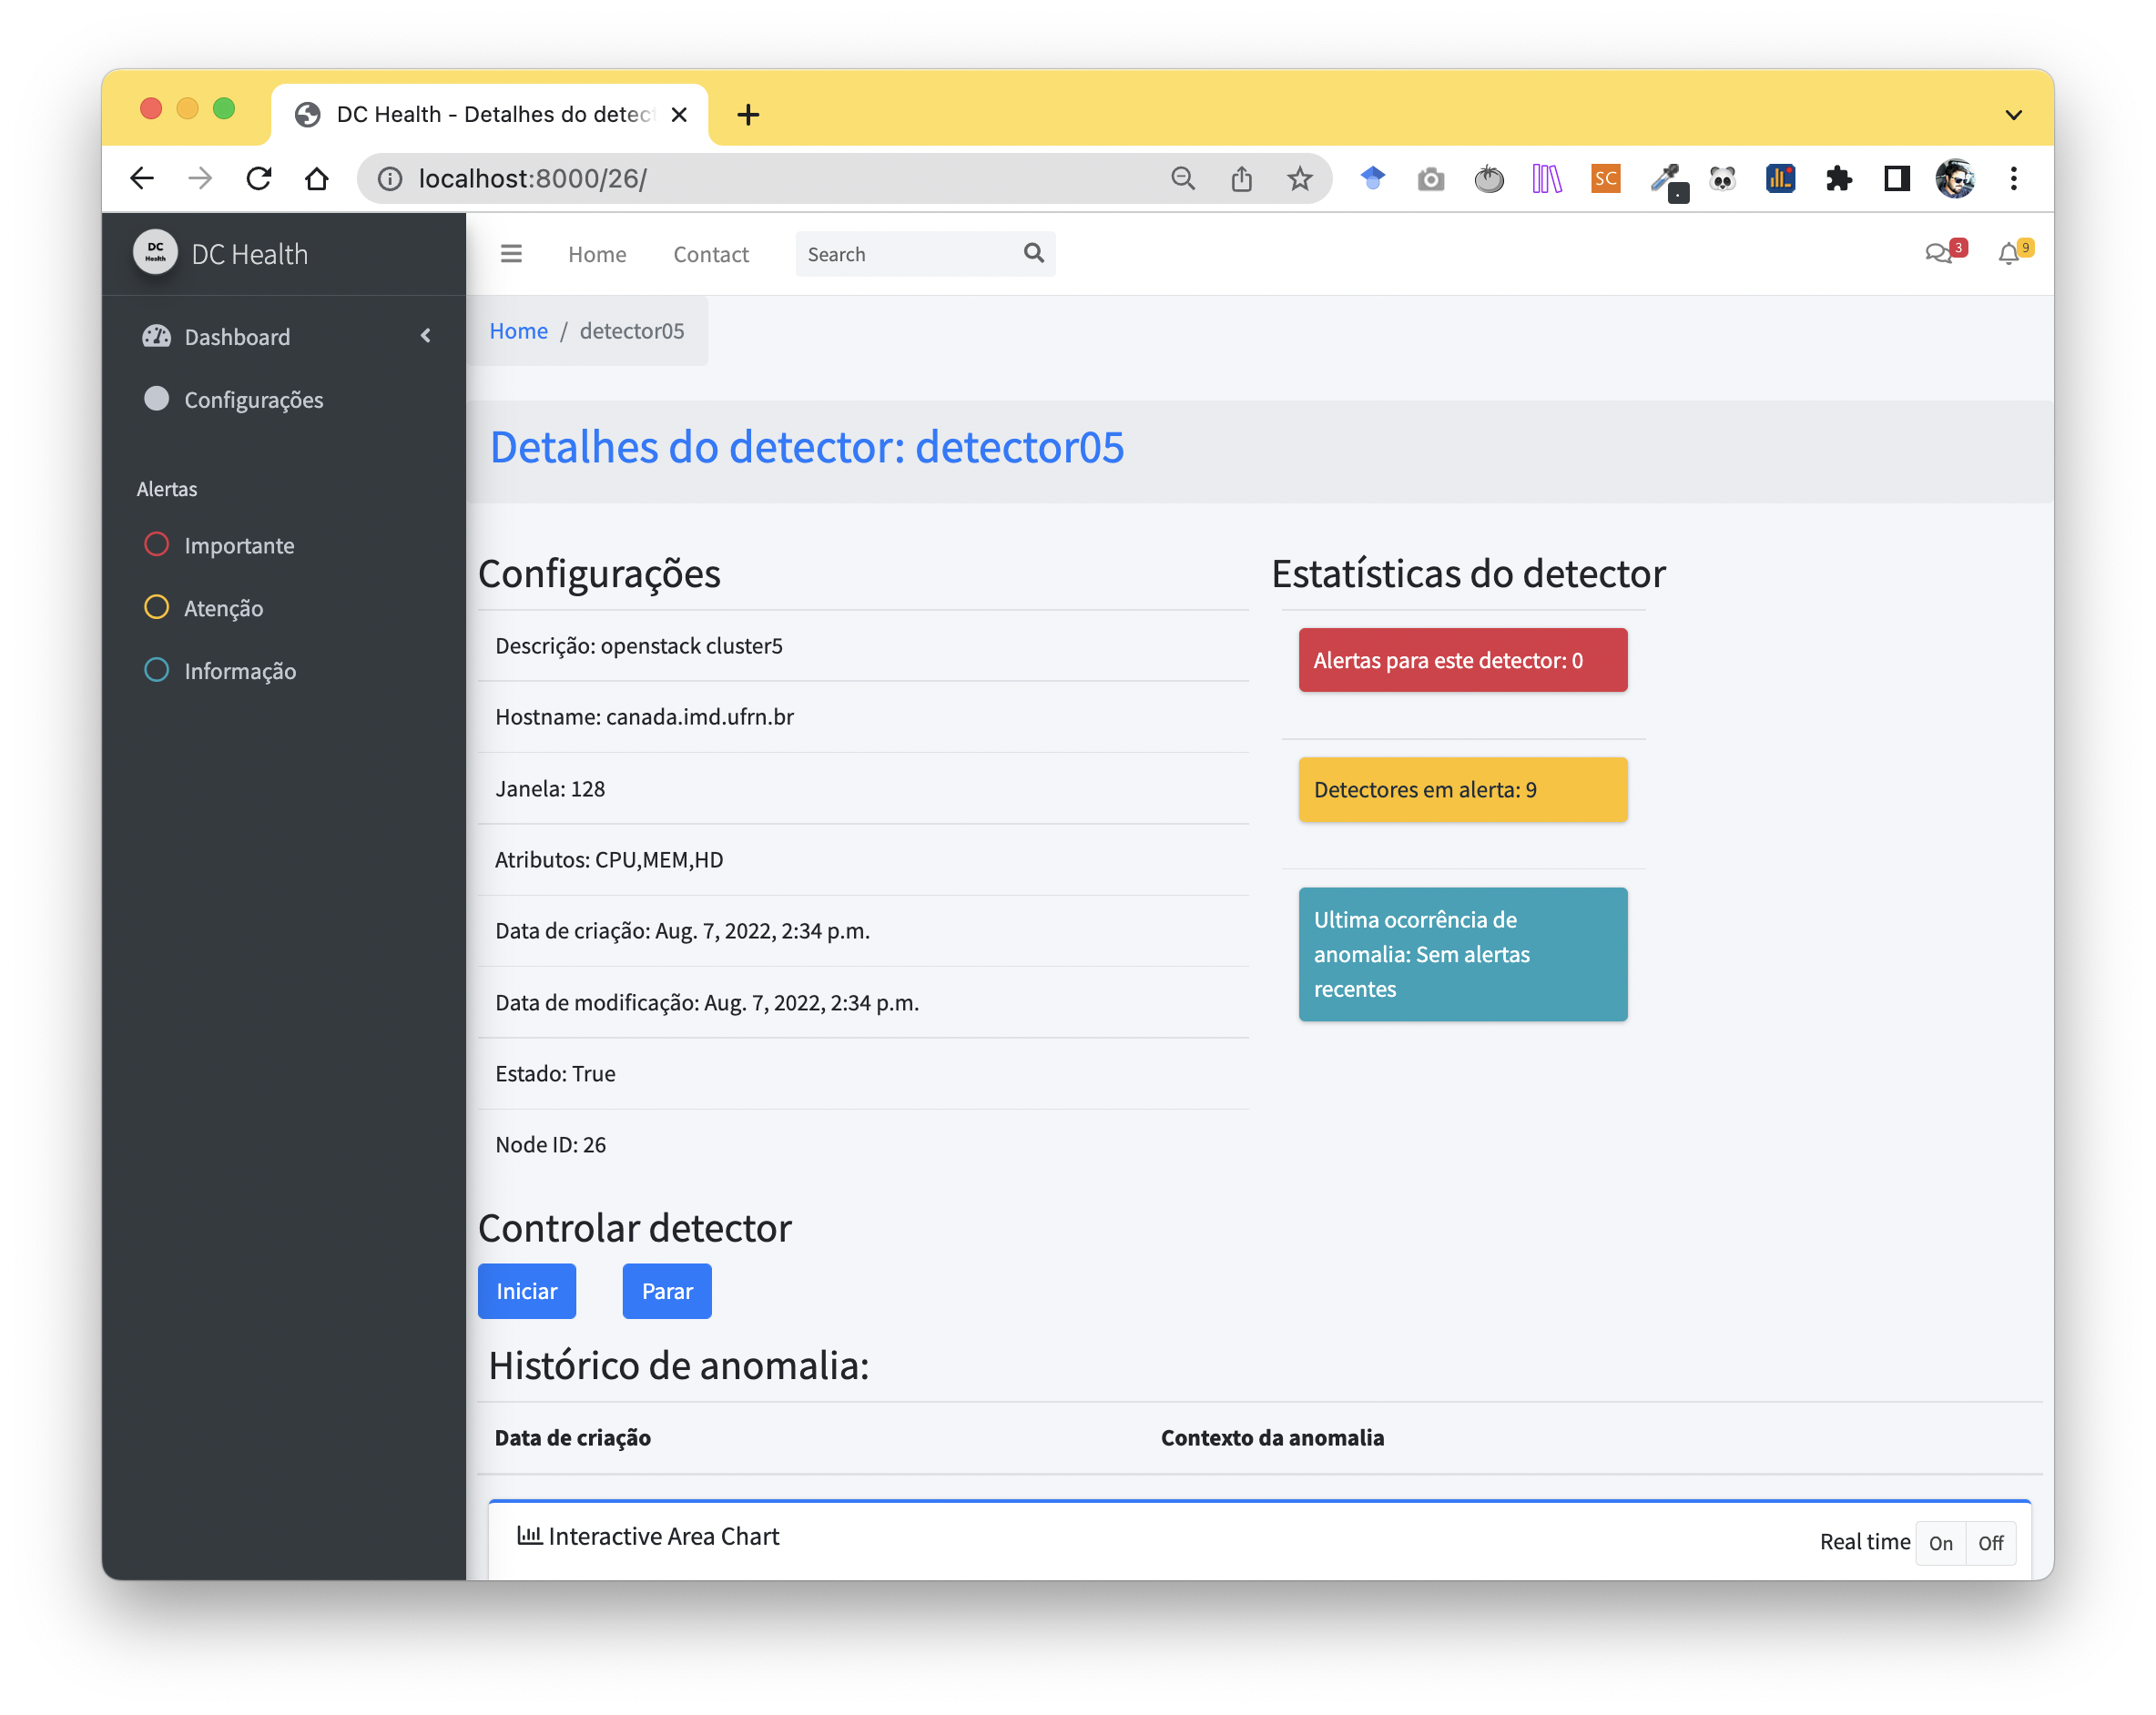 DC Health - Detalhes do detect
localhost:8000/26/
SC
DC
Health
DC Health
Home
Contact
Search
3
9
Dashboard
Configurações
Alertas
Importante
Atenção
Informação
Home / detector05
Detalhes do detector: detector05
Configurações
Descrição: openstack cluster5
Hostname: canada.imd.ufrn.br
Janela: 128
Atributos: CPU,MEM,HD
Data de criação: Aug. 7, 2022, 2:34 p.m.
Data de modificação: Aug. 7, 2022, 2:34 p.m.
Estado: True
Node ID: 26
Estatísticas do detector
Alertas para este detector: 0
Detectores em alerta: 9
Ultima ocorrência de
anomalia: Sem alertas
recentes
Controlar detector
Iniciar
Parar
Histórico de anomalia:
Data de criação
Contexto da anomalia
Interactive Area Chart
Real time
On
Off